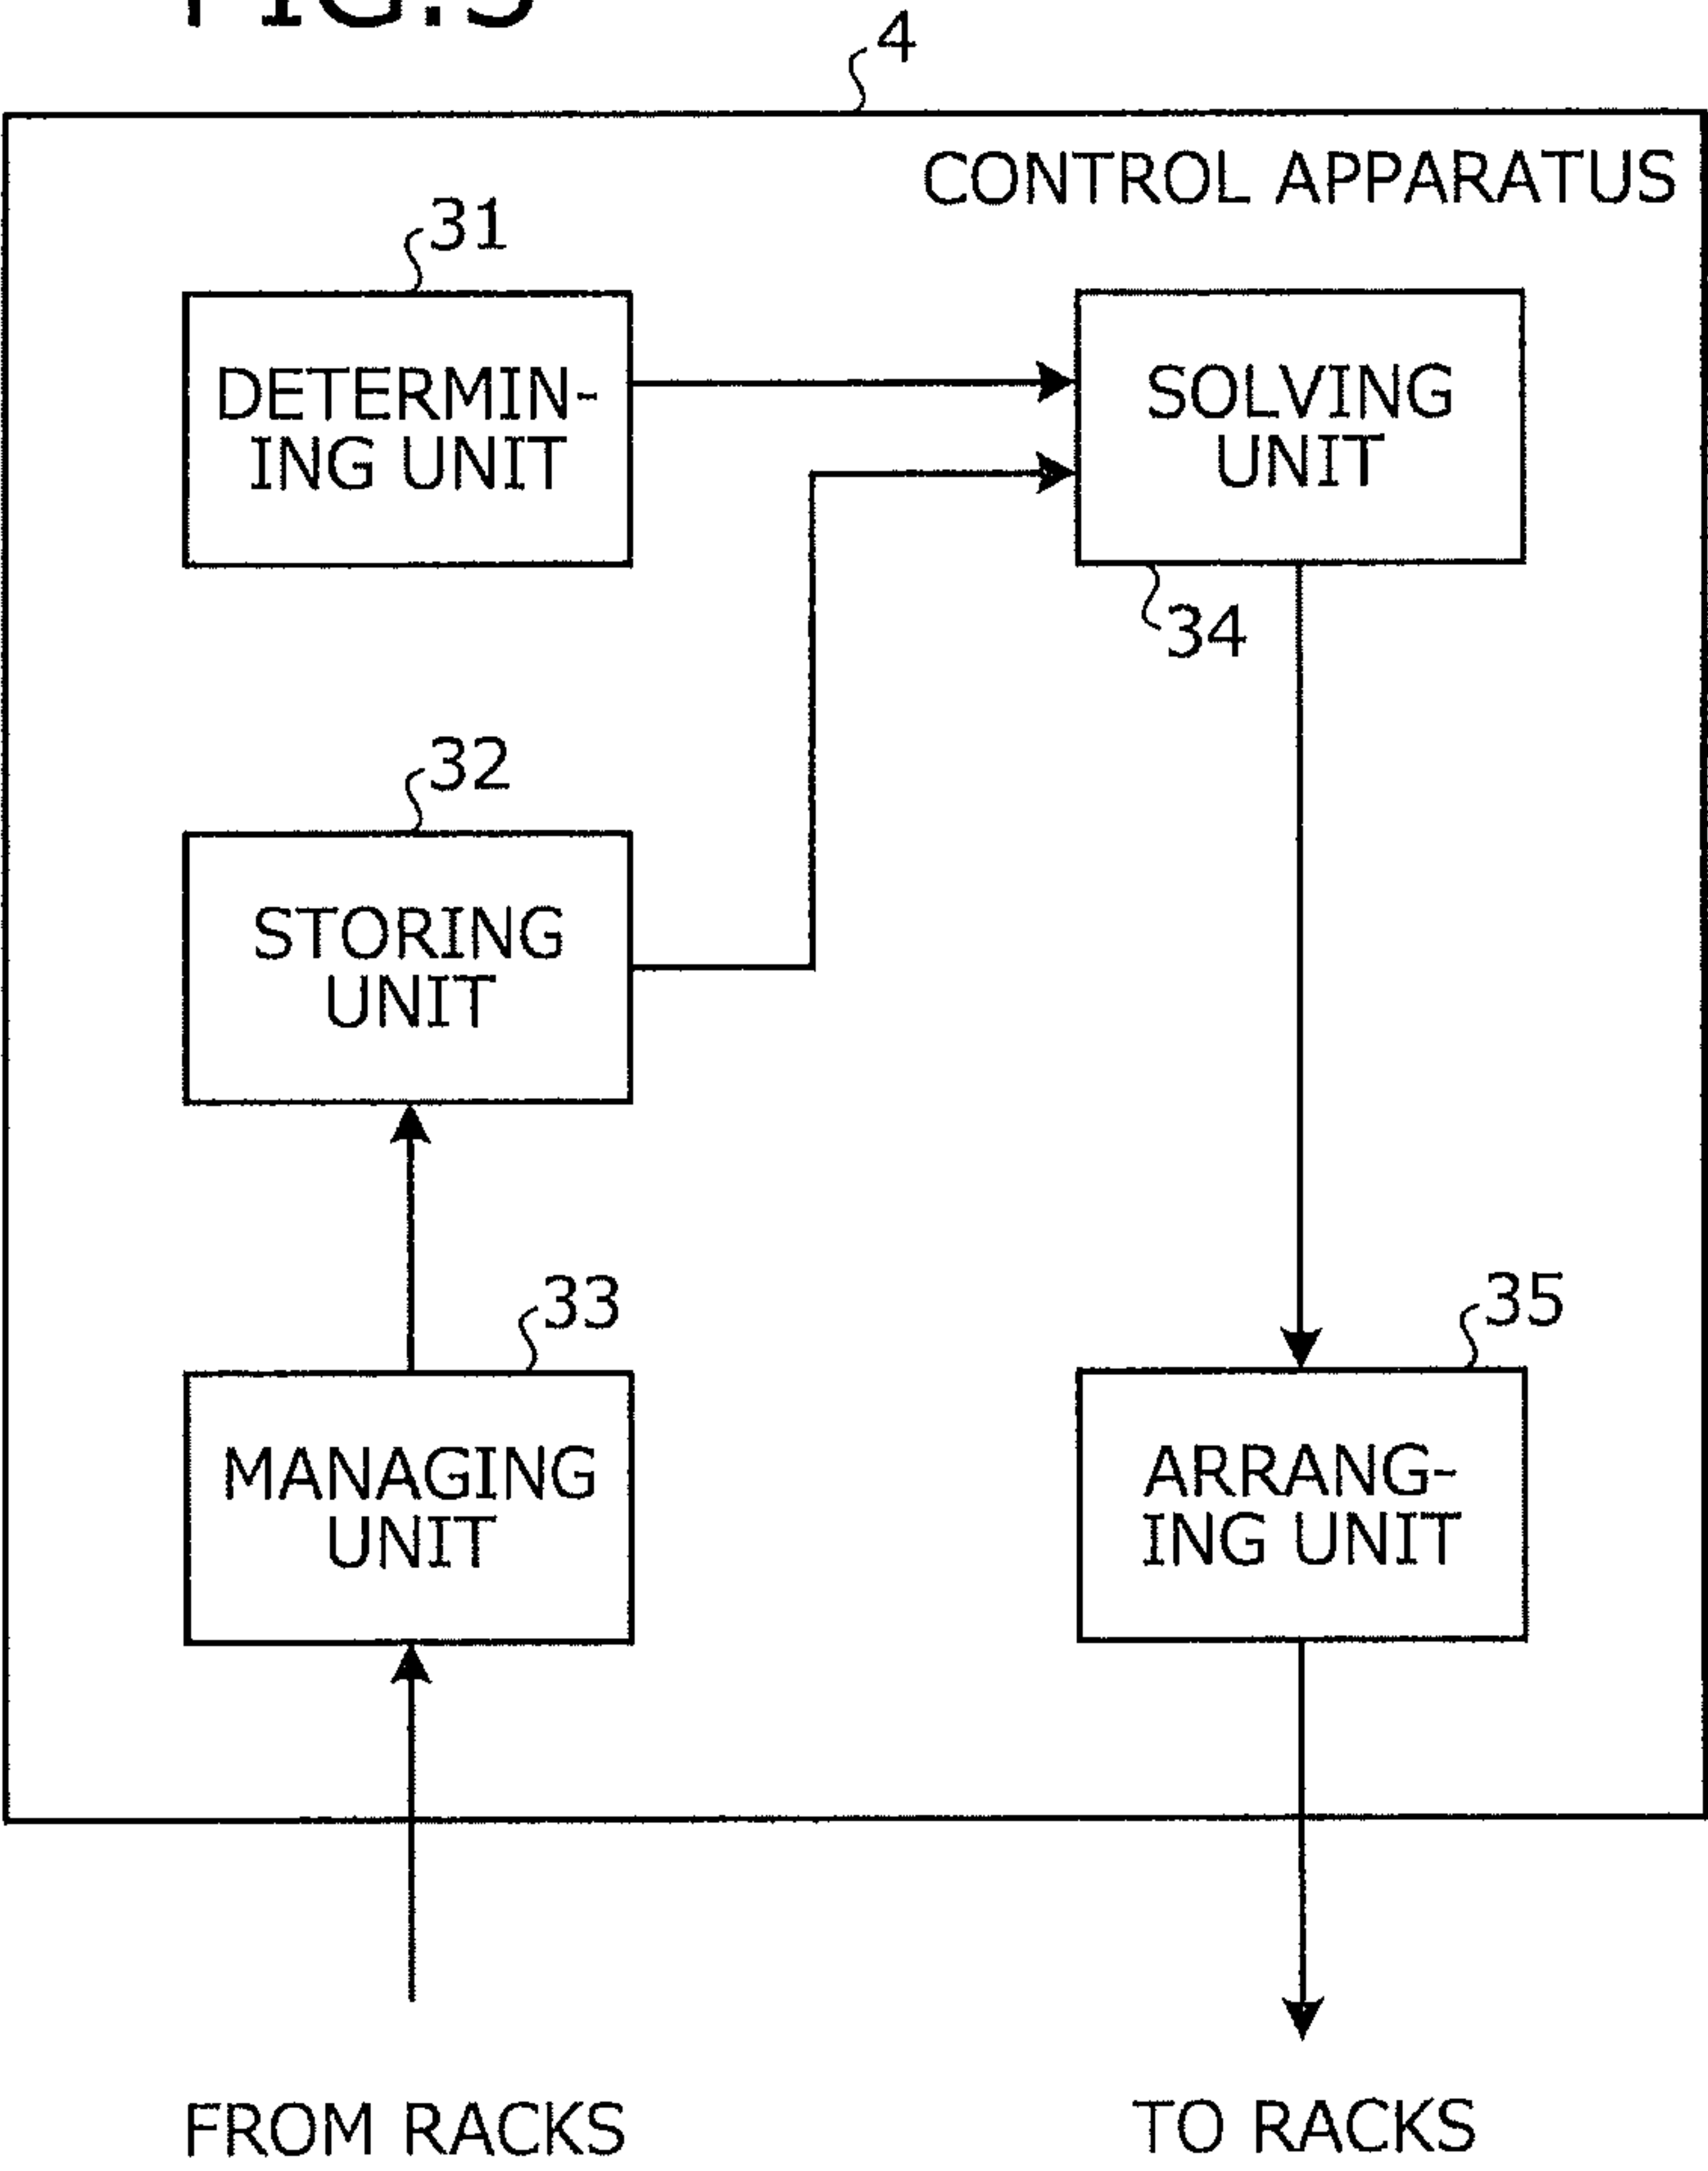 FIG.
4
CONTROL APPARATUS
31
DETERMIN-
ING UNIT
SOLVING
UNIT
34
32
STORING
UNIT
33
35
MANAGING
UNIT
ARRANG-
ING UNIT
FROM RACKS
TO RACKS